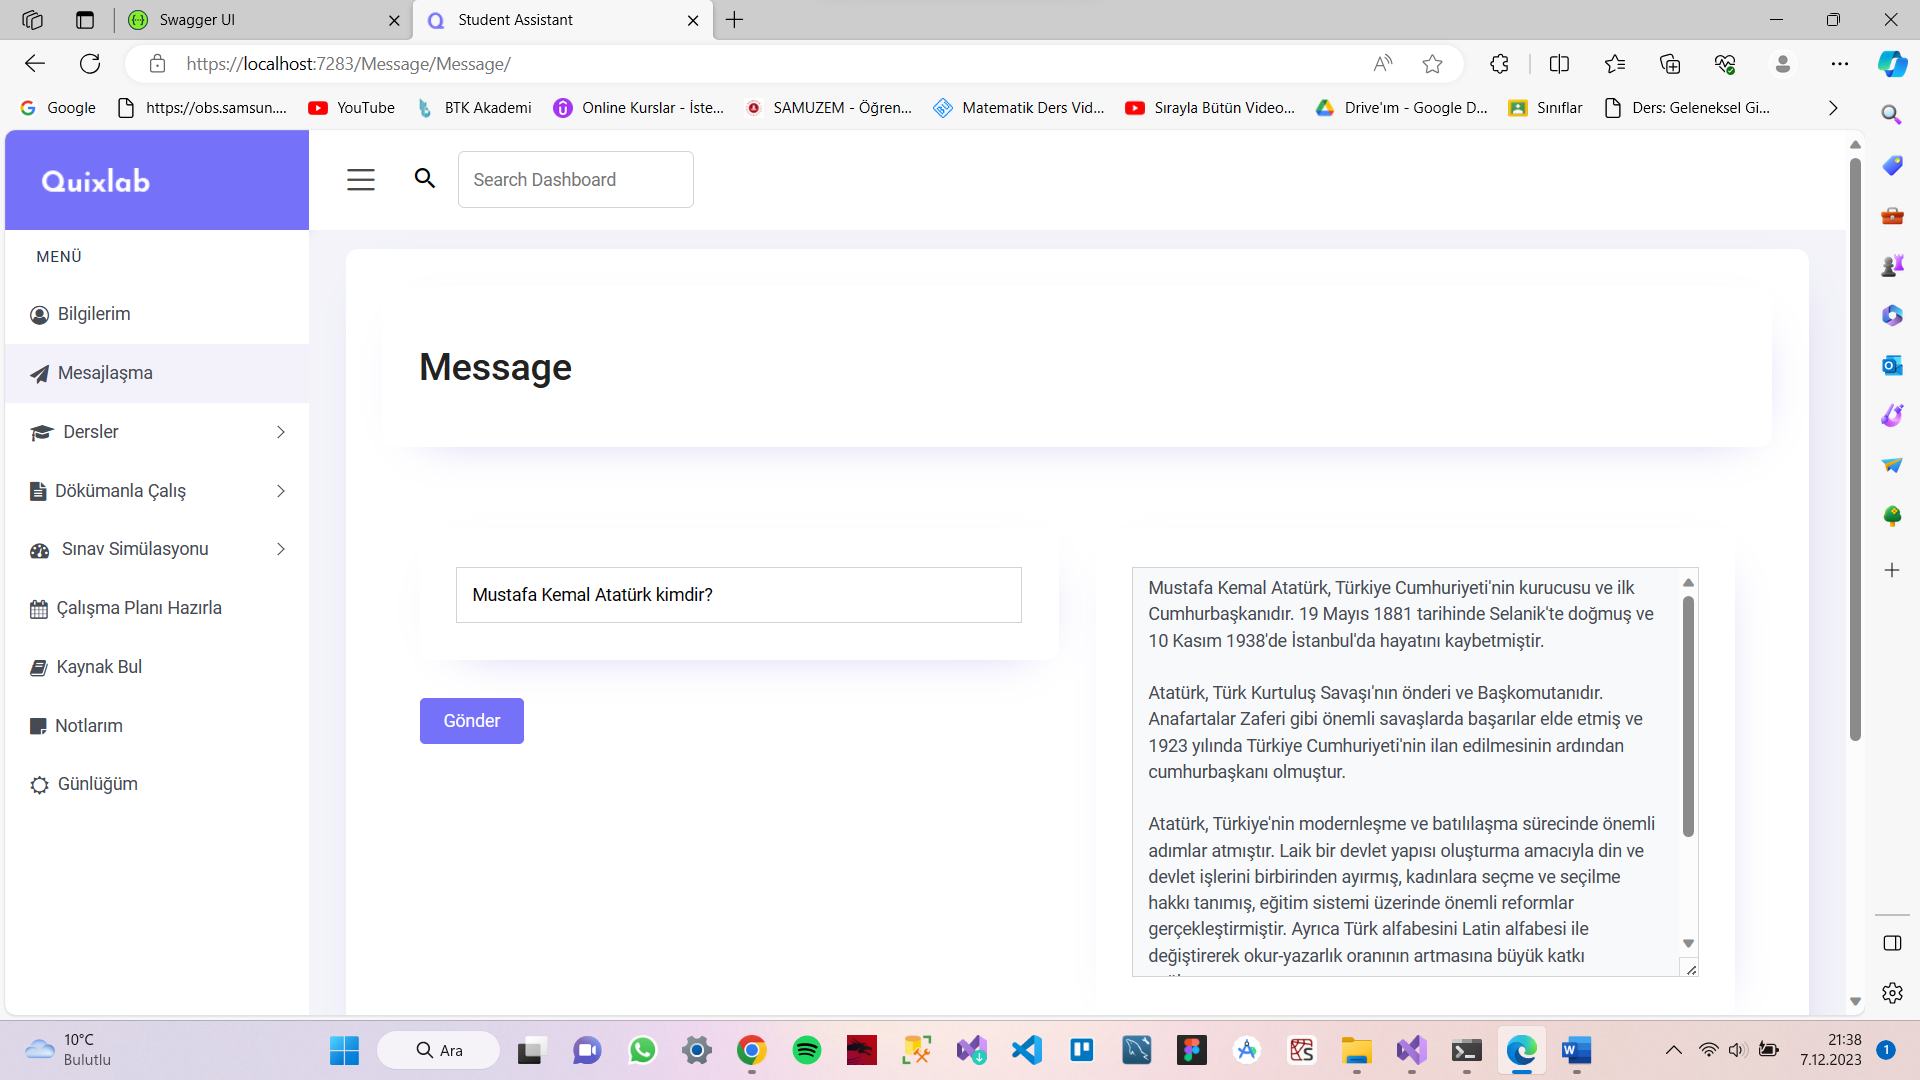 Swagger UI
Student Assistant
https://localhost:7283/Message/Message/
Google
https://obs.samsun....
YouTube
BTK Akademi
Online Kurslar - İste...
SAMUZEM - Öğren...
Matematik Ders Vid...
Sırayla Bütün Video...
Drive'ım - Google D...
Sınıflar
Ders: Geleneksel Gi...
Quixlab
Search Dashboard
MENÜ
Bilgilerim
Mesajlaşma
Dersler
Dökümanla Çalış
Sınav Simülasyonu
Çalışma Planı Hazırla
Kaynak Bul
Notlarım
Günlüğüm
Message
Mustafa Kemal Atatürk kimdir?
Gönder
Mustafa Kemal Atatürk, Türkiye Cumhuriyeti'nin kurucusu ve ilk
Cumhurbaşkanıdır. 19 Mayıs 1881 tarihinde Selanik'te doğmuş ve
10 Kasım 1938'de İstanbul'da hayatını kaybetmiştir.
Atatürk, Türk Kurtuluş Savaşı'nın önderi ve Başkomutanıdır.
Anafartalar Zaferi gibi önemli savaşlarda başarılar elde etmiş ve
1923 yılında Türkiye Cumhuriyeti'nin ilan edilmesinin ardından
cumhurbaşkanı olmuştur.
Atatürk, Türkiye'nin modernleşme ve batılılaşma sürecinde önemli
adımlar atmıştır. Laik bir devlet yapısı oluşturma amacıyla din ve
devlet işlerini birbirinden ayırmış, kadınlara seçme ve seçilme
hakkı tanımış, eğitim sistemi üzerinde önemli reformlar
gerçekleştirmiştir. Ayrıca Türk alfabesini Latin alfabesi ile
değiştirerek okur-yazarlık oranının artmasına büyük katkı
10°C
Bulutlu
Ara
21:38
7.12.2023
1